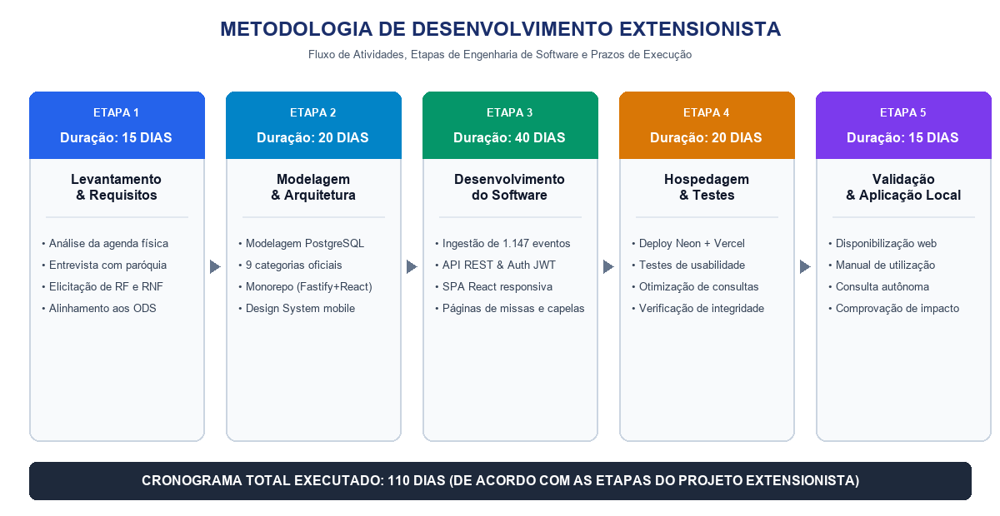 METODOLOGIA DE DESENVOLVIMENTO EXTENSIONISTA
Fluxo de Atividades, Etapas de Engenharia de Software e Prazos de Execução
ETAPA 1
Duração: 15 DIAS
Levantamento
& Requisitos
• Análise da agenda física
• Entrevista com paróquia
• Elicitação de RF e RNF
• Alinhamento aos ODS
ETAPA 2
Duração: 20 DIAS
Modelagem
& Arquitetura
• Modelagem PostgreSQL
• 9 categorias oficiais
• Monorepo (Fastify+React)
• Design System mobile
ETAPA 3
Duração: 40 DIAS
Desenvolvimento
do Software
• Ingestão de 1.147 eventos
• API REST & Auth JWT
• SPA React responsiva
• Páginas de missas e capelas
ETAPA 4
Duração: 20 DIAS
Hospedagem
& Testes
• Deploy Neon + Vercel
• Testes de usabilidade
• Otimização de consultas
• Verificação de integridade
ETAPA 5
Duração: 15 DIAS
Validação
& Aplicação Local
• Disponibilização web
• Manual de utilização
• Consulta autônoma
• Comprovação de impacto
CRONOGRAMA TOTAL EXECUTADO: 110 DIAS (DE ACORDO COM AS ETAPAS DO PROJETO EXTENSIONISTA)